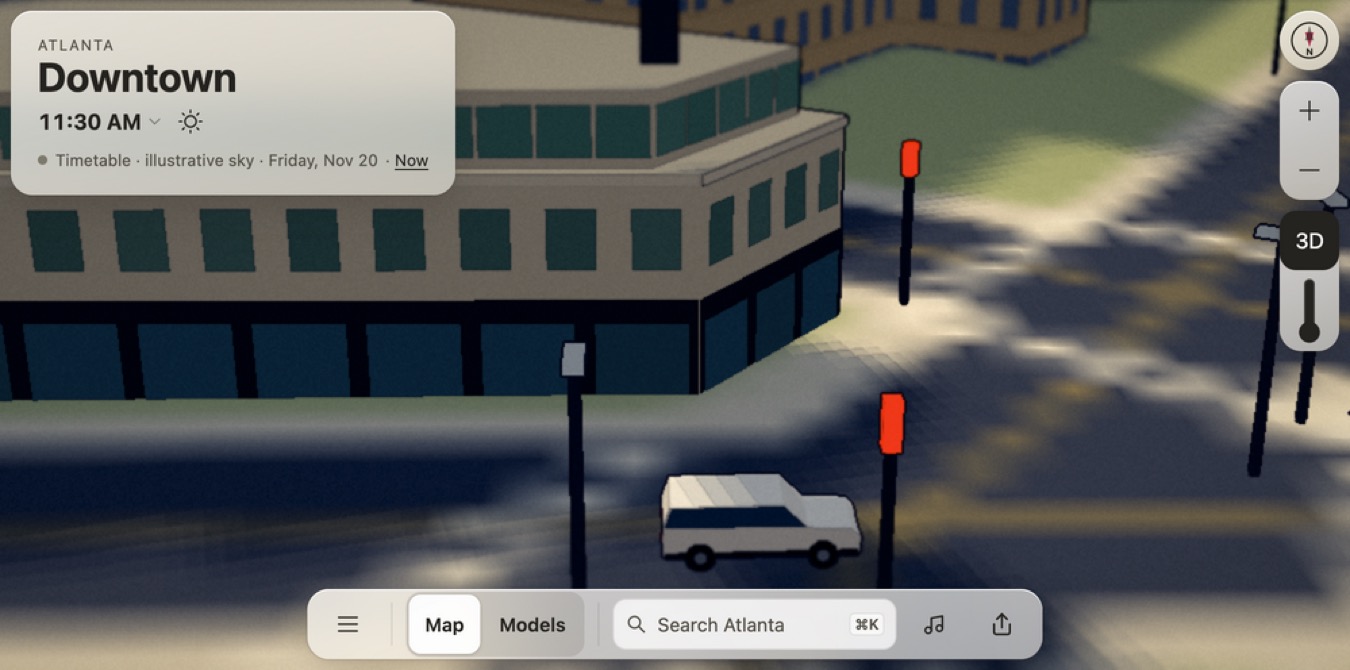 ATLANTA
Downtown
11:30 AM
Timetable · illustrative sky · Friday, Nov 20 · Now
N
3D
Map Models Search Atlanta ⌘K